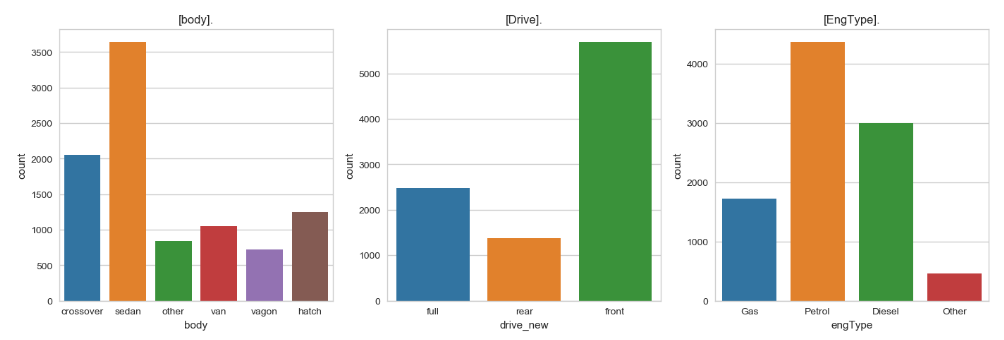 [body].
3500
3000
2500
2000
1500
1000
500
0
count
crossover sedan other van vagon hatch
body
[Drive].
5000
4000
3000
2000
1000
0
count
full rear front
drive_new
[EngType].
4000
3000
2000
1000
0
count
Gas Petrol Diesel Other
engType